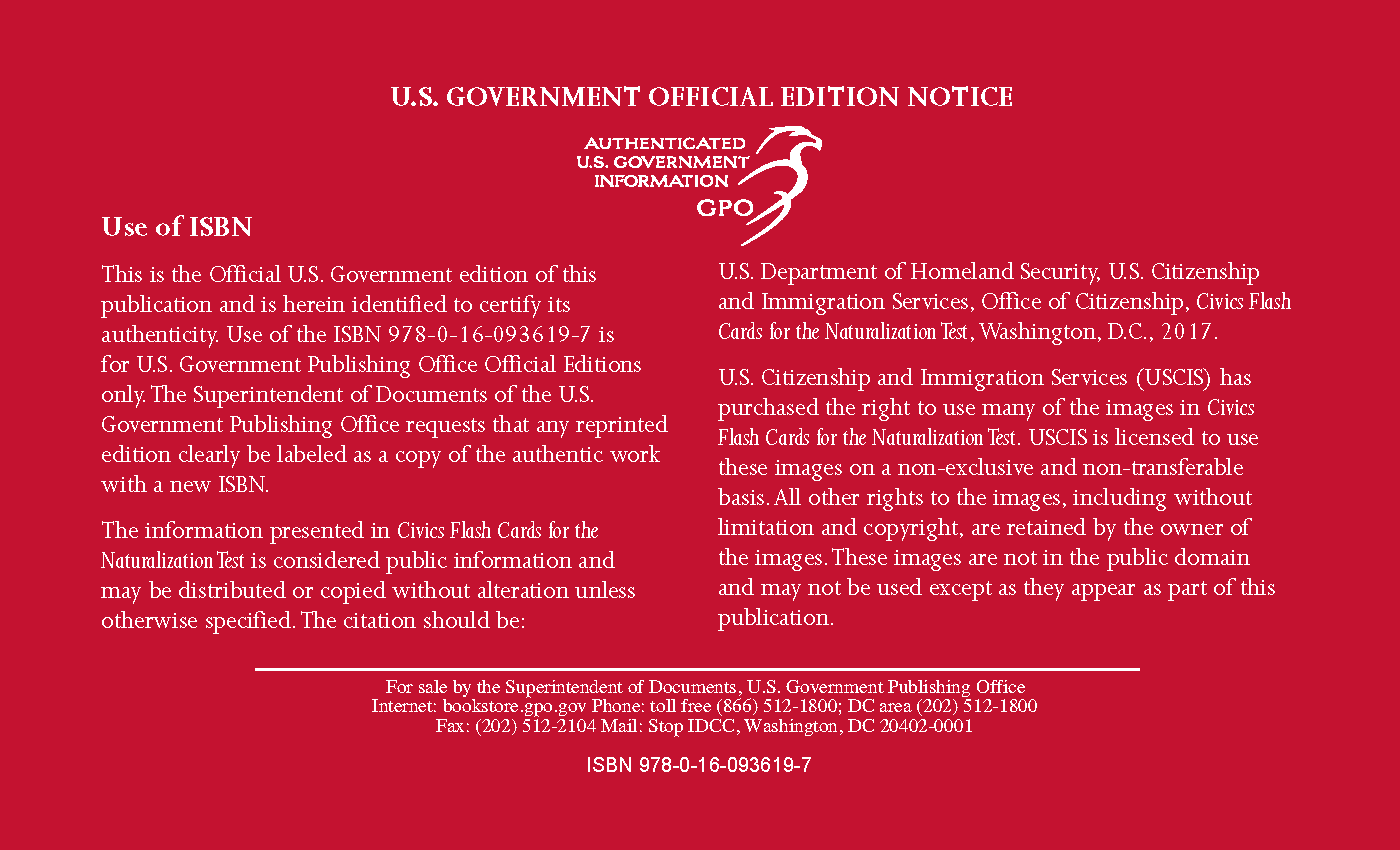 U.S. GOVERNMENT OFFICIAL EDITION NOTICE
AUTHENTICATED
U.S. GOVERNMENT
INFORMATION
GPO
Use of ISBN
This is the Official U.S. Government edition of this
publication and is herein identified to certify its
authenticity. Use of the ISBN 978-0-16-093619-7 is
for U.S. Government Publishing Office Official Editions
only. The Superintendent of Documents of the U.S.
Government Publishing Office requests that any reprinted
edition clearly be labeled as a copy of the authentic work
with a new ISBN.
The information presented in Civics Flash Cards for the
Naturalization Test is considered public information and
may be distributed or copied without alteration unless
otherwise specified. The citation should be:
U.S. Department of Homeland Security, U.S. Citizenship
and Immigration Services, Office of Citizenship, Civics Flash
Cards for the Naturalization Test, Washington, D.C., 2017.
U.S. Citizenship and Immigration Services (USCIS) has
purchased the right to use many of the images in Civics
Flash Cards for the Naturalization Test. USCIS is licensed to use
these images on a non-exclusive and non-transferable
basis. All other rights to the images, including without
limitation and copyright, are retained by the owner of
the images. These images are not in the public domain
and may not be used except as they appear as part of this
publication.
For sale by the Superintendent of Documents, U.S. Government Publishing Office
Internet: bookstore.gpo.gov Phone: toll free (866) 512-1800; DC area (202) 512-1800
Fax: (202) 512-2104 Mail: Stop IDCC, Washington, DC 20402-0001
ISBN 978-0-16-093619-7